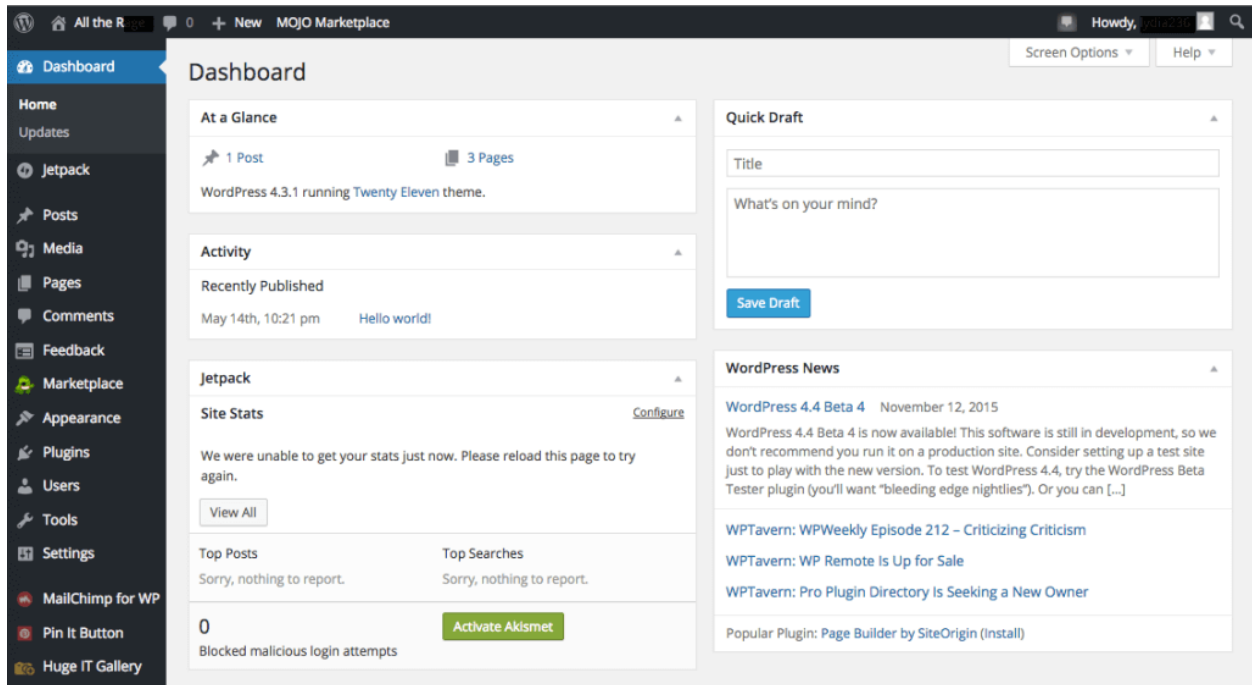 All the R
0
New
MOJO Marketplace
Howdy,
Dashboard
Home
Updates
Jetpack
Posts
Media
Pages
Comments
Feedback
Marketplace
Appearance
Plugins
Users
Tools
Settings
MailChimp for WP
Pin It Button
Huge IT Gallery
Screen Options
Help
Dashboard
At a Glance
1 Post
3 Pages
WordPress 4.3.1 running Twenty Eleven theme.
Activity
Recently Published
May 14th, 10:21 pm Hello world!
Jetpack
Site Stats
Configure
We were unable to get your stats just now. Please reload this page to try
again.
View All
Top Posts
Sorry, nothing to report.
Top Searches
Sorry, nothing to report.
0
Blocked malicious login attempts
Activate Akismet
Quick Draft
Title
What's on your mind?
Save Draft
WordPress News
WordPress 4.4 Beta 4 November 12, 2015
WordPress 4.4 Beta 4 is now available! This software is still in development, so we
don't recommend you run it on a production site. Consider setting up a test site
just to play with the new version. To test WordPress 4.4, try the WordPress Beta
Tester plugin (you'll want "bleeding edge nightlies"). Or you can [...]
WPTavern: WPWeekly Episode 212 – Criticizing Criticism
WPTavern: WP Remote Is Up for Sale
WPTavern: Pro Plugin Directory Is Seeking a New Owner
Popular Plugin: Page Builder by SiteOrigin (Install)